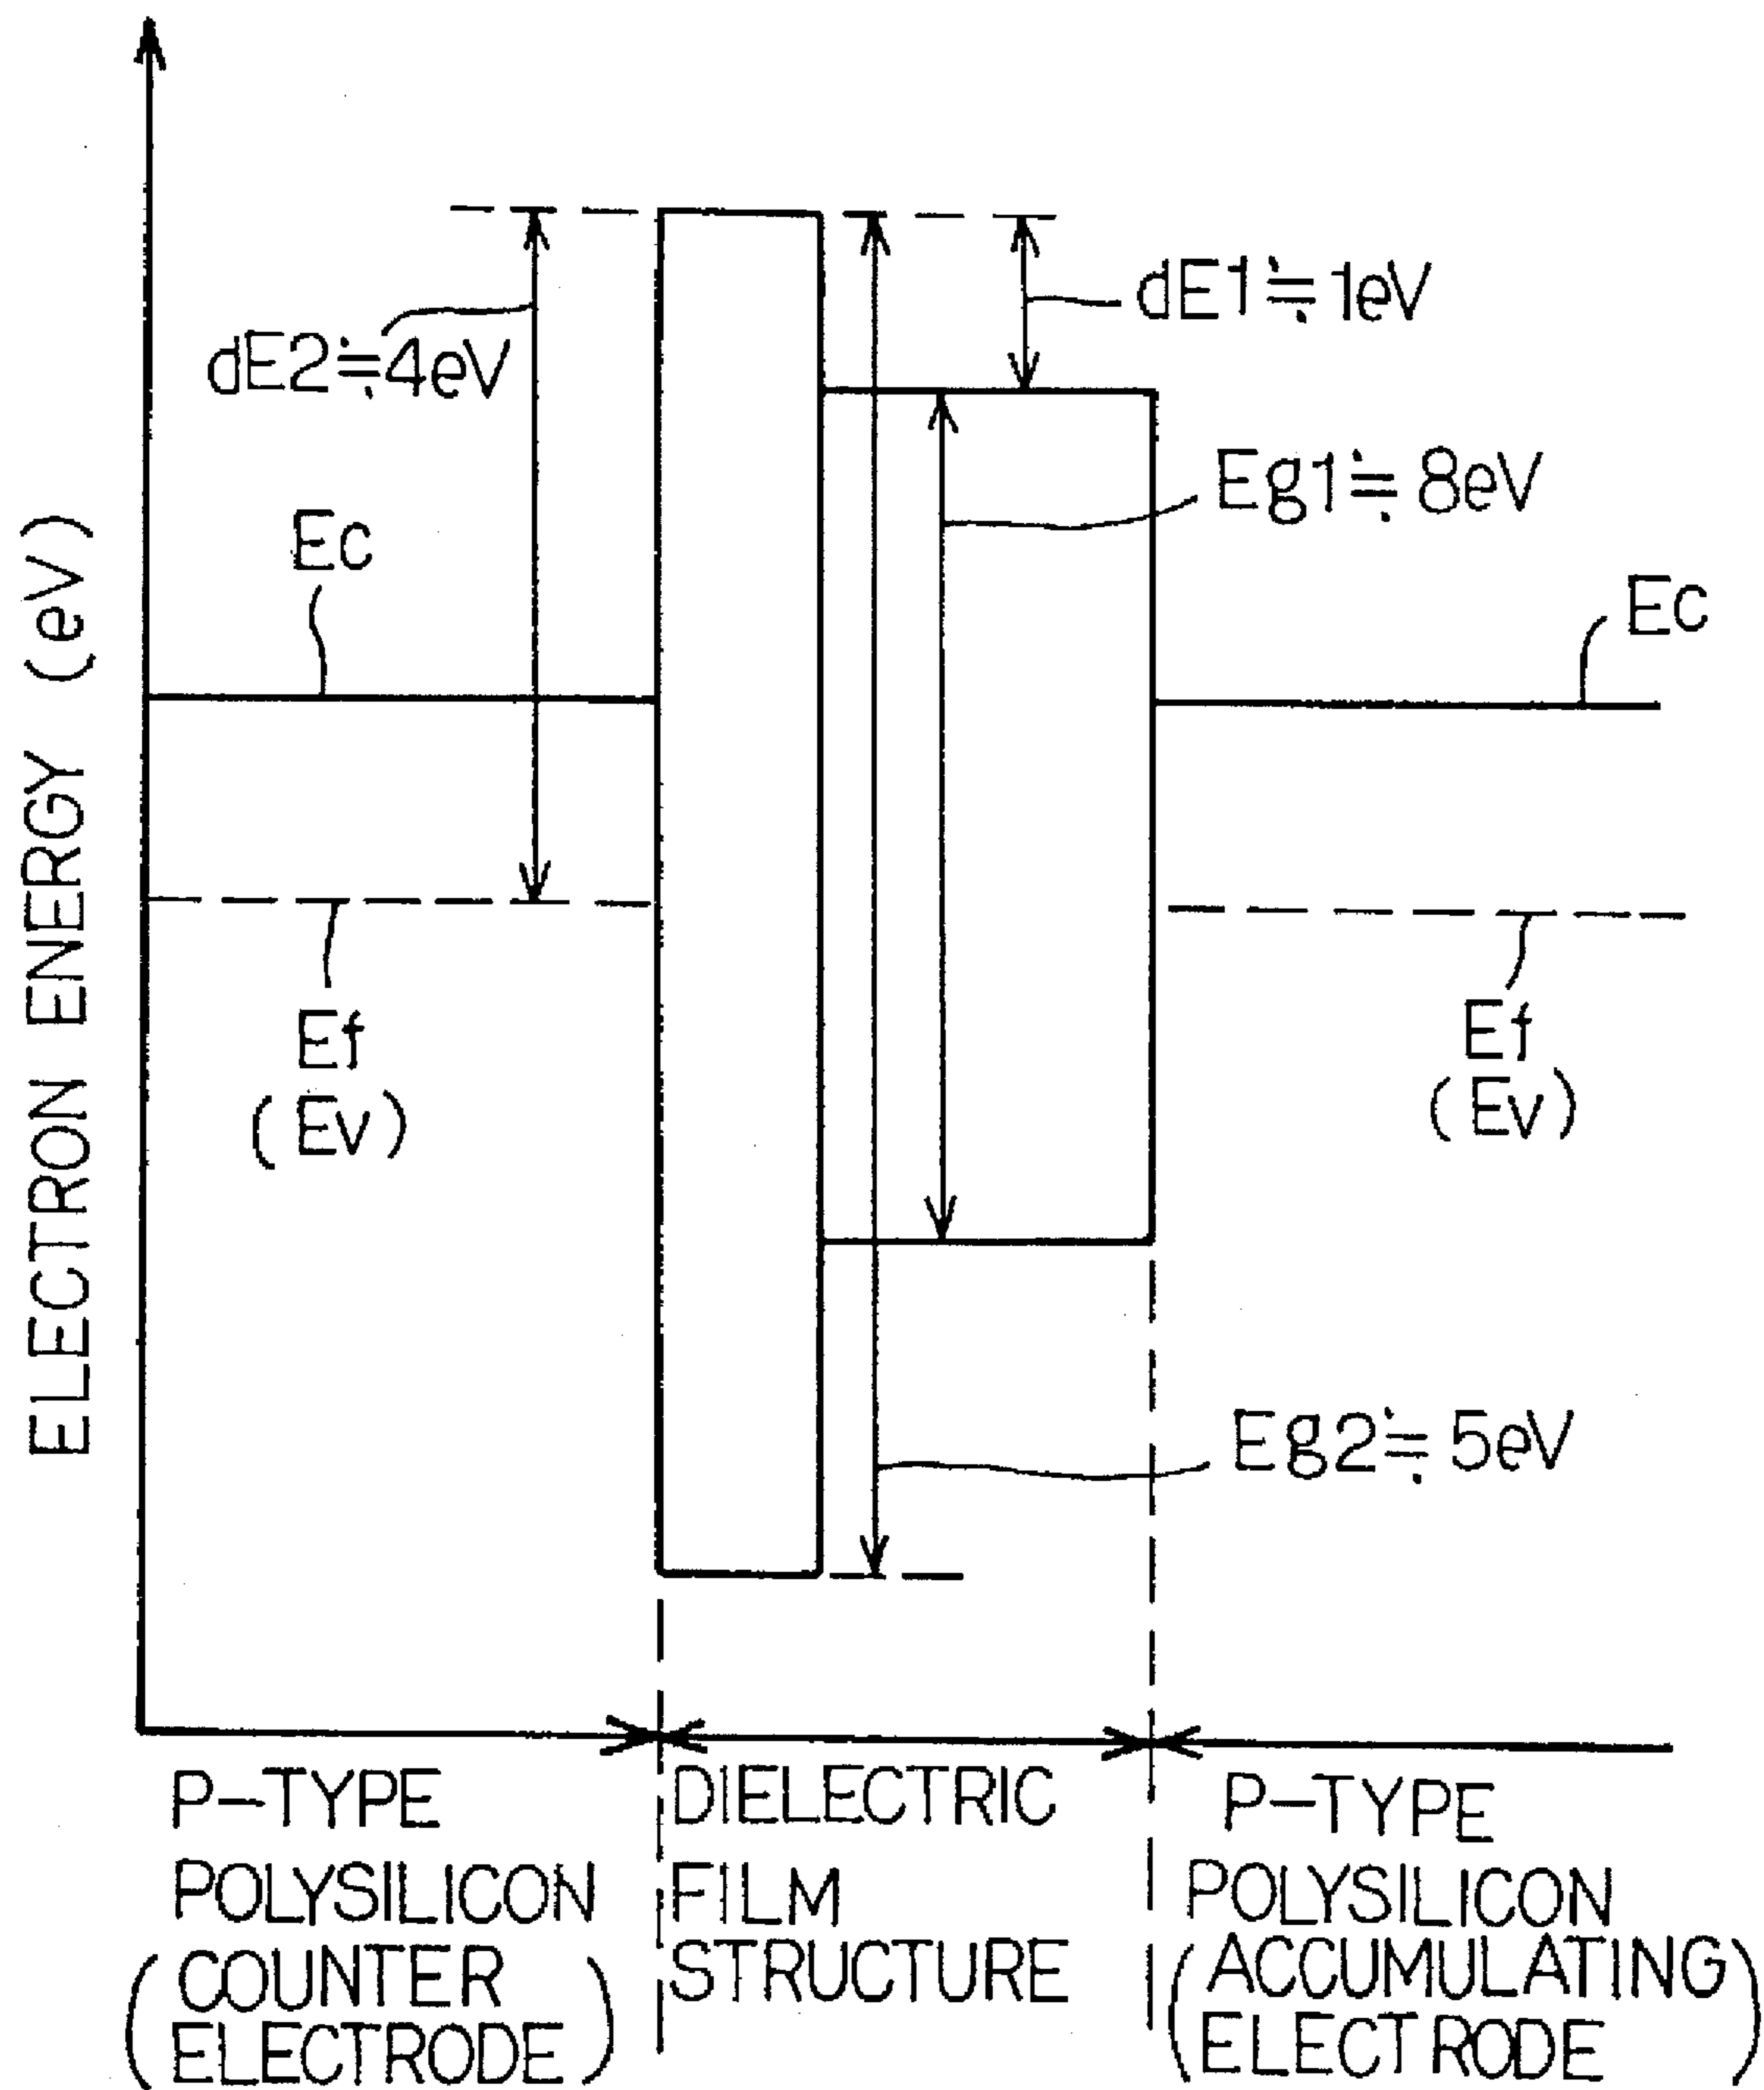 ELECTRON ENERGY (eV)
dE1≒1eV
dE2≒4eV
Eg1≒8eV
Ec
Ec
Ef
(Ev)
Ef
(Ev)
Eg2≒5eV
P-TYPE
POLYSILICON
(COUNTER
ELECTRODE)
DIELECTRIC
FILM
STRUCTURE
P-TYPE
POLYSILICON
(ACCUMULATING
ELECTRODE)